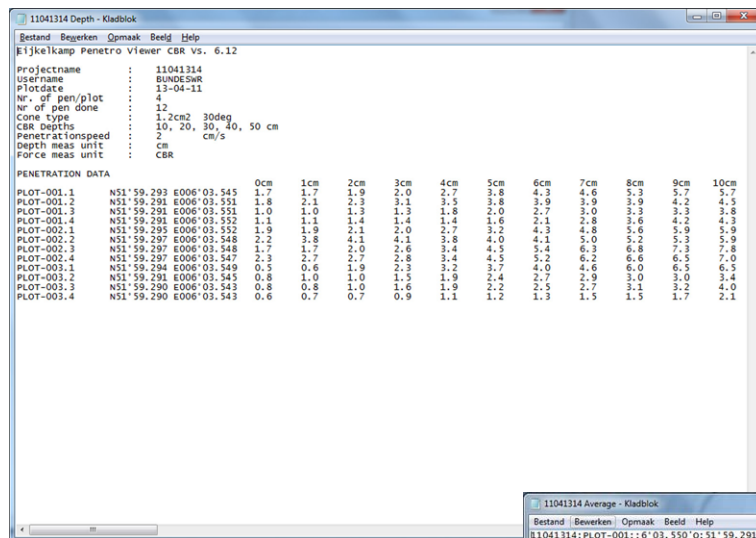 11041314 Depth - Kladblok
Bestand Bewerken Opmaak Beeld Help
Eijkelkamp Penetro Viewer CBR Vs. 6.12
Projectname : 11041314
Username : BUNDESWR
Plotdate : 13-04-11
Nr. of pen/plot : 4
Nr of pen done : 12
Cone type : 1.2cm2 30deg
CBR Depths : 10, 20, 30, 40, 50 cm
Penetrationspeed : 2 cm/s
Depth meas unit : cm
Force meas unit : CBR
PENETRATION DATA
0cm 1cm 2cm 3cm 4cm 5cm 6cm 7cm 8cm 9cm 10cm
PLOT-001.1 N51'59.293 E006'03.545 1.7 1.7 1.9 2.0 2.7 3.8 4.3 4.6 5.3 5.7 5.7
PLOT-001.2 N51'59.291 E006'03.551 1.8 2.1 2.3 3.1 3.5 3.8 3.9 3.9 3.9 4.2 4.5
PLOT-001.3 N51'59.291 E006'03.551 1.0 1.0 1.3 1.3 1.8 2.0 2.7 3.0 3.3 3.3 3.8
PLOT-001.4 N51'59.291 E006'03.552 1.1 1.1 1.4 1.4 1.4 1.6 2.1 2.8 3.6 4.2 4.3
PLOT-002.1 N51'59.295 E006'03.552 1.9 1.9 2.1 2.0 2.7 3.2 4.3 4.8 5.6 5.9 5.9
PLOT-002.2 N51'59.297 E006'03.548 2.2 3.8 4.1 4.1 3.8 4.0 4.1 5.0 5.2 5.3 5.9
PLOT-002.3 N51'59.297 E006'03.548 1.7 1.7 2.0 2.6 3.4 4.5 5.4 6.3 6.8 7.3 7.8
PLOT-002.4 N51'59.297 E006'03.547 2.3 2.7 2.7 2.8 3.4 4.5 5.2 6.2 6.6 6.5 7.0
PLOT-003.1 N51'59.294 E006'03.549 0.5 0.6 1.9 2.3 3.2 3.7 4.0 4.6 6.0 6.5 6.5
PLOT-003.2 N51'59.291 E006'03.545 0.8 1.0 1.0 1.5 1.9 2.4 2.7 2.9 3.0 3.0 3.4
PLOT-003.3 N51'59.290 E006'03.543 0.8 0.8 1.0 1.6 1.9 2.2 2.5 2.7 3.1 3.2 4.0
PLOT-003.4 N51'59.290 E006'03.543 0.6 0.7 0.7 0.9 1.1 1.2 1.3 1.5 1.5 1.7 2.1
11041314 Average - Kladblok
Bestand Bewerken Opmaak Beeld Help
11041314;PLOT-001::6'03.550'O;51'59.291